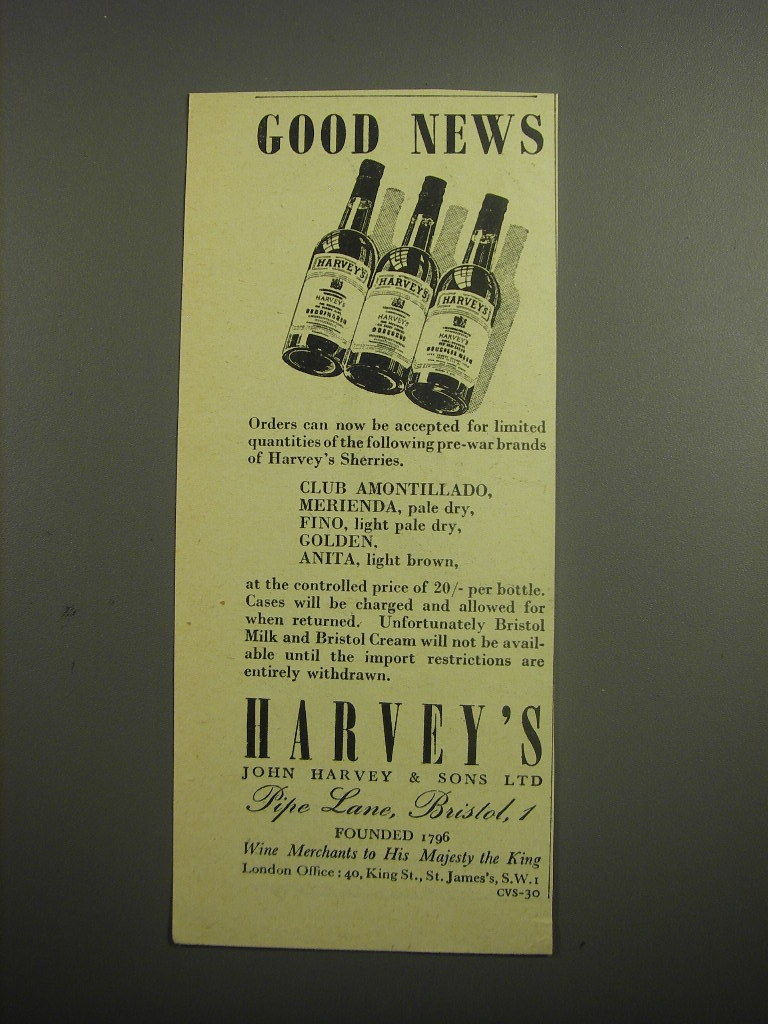 GOOD NEWS
HARVEY'S
HARVEY'S
HARVEY'S
HARVEY'S
HARVEY'S
HARVEY'S
Orders can now be accepted for limited
quantities of the following pre-war brands
of Harvey's Sherries.
CLUB AMONTILLADO,
MERIENDA, pale dry,
FINO, light pale dry,
GOLDEN,
ANITA, light brown,
at the controlled price of 20/- per bottle.
Cases will be charged and allowed for
when returned. Unfortunately Bristol
Milk and Bristol Cream will not be avail-
able until the import restrictions are
entirely withdrawn.
HARVEY'S
JOHN HARVEY & SONS LTD
Pipe Lane, Bristol, 1
FOUNDED 1796
Wine Merchants to His Majesty the King
London Office: 40, King St., St. James's, S.W.1
CVS-30